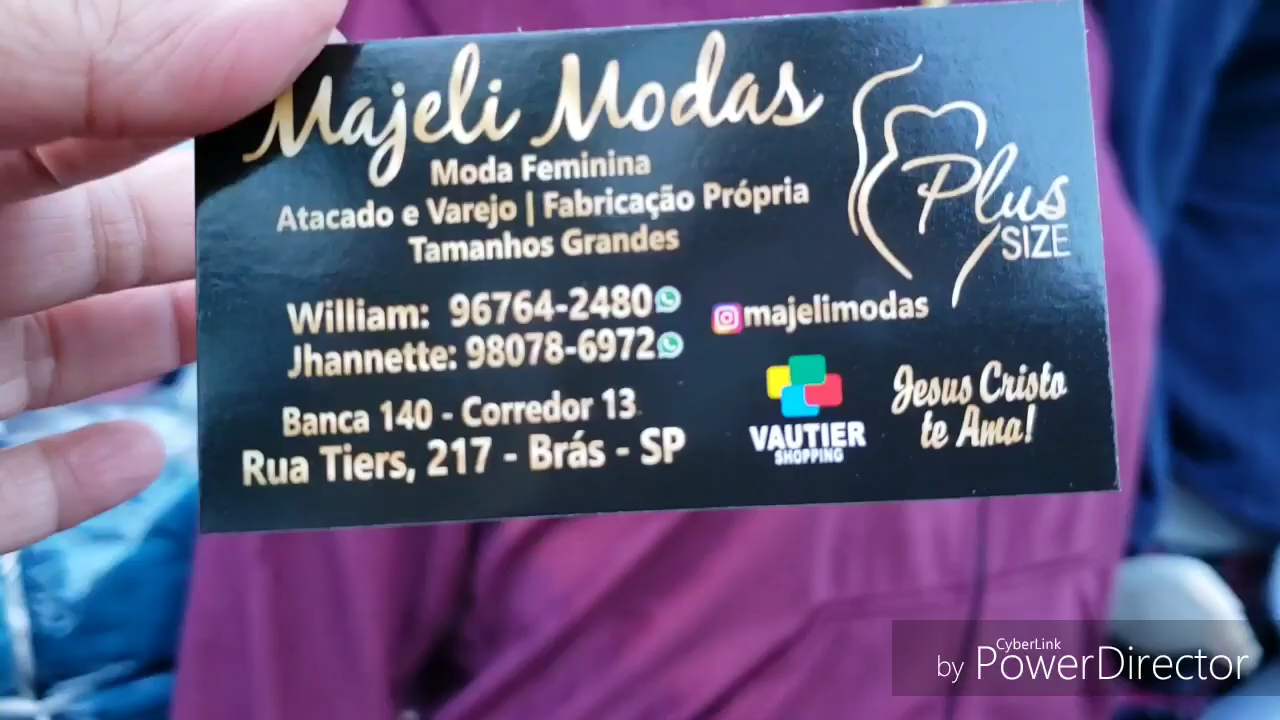 Majeli Modas
Moda Feminina
Atacado e Varejo | Fabricação Própria
Tamanhos Grandes
Plus
SIZE
William: 96764-2480
Jhannette: 98078-6972
majelimodas
Banca 140 - Corredor 13
Rua Tiers, 217 - Brás - SP
VAUTIER
SHOPPING
Jesus Cristo
te Ama!
CyberLink
by PowerDirector